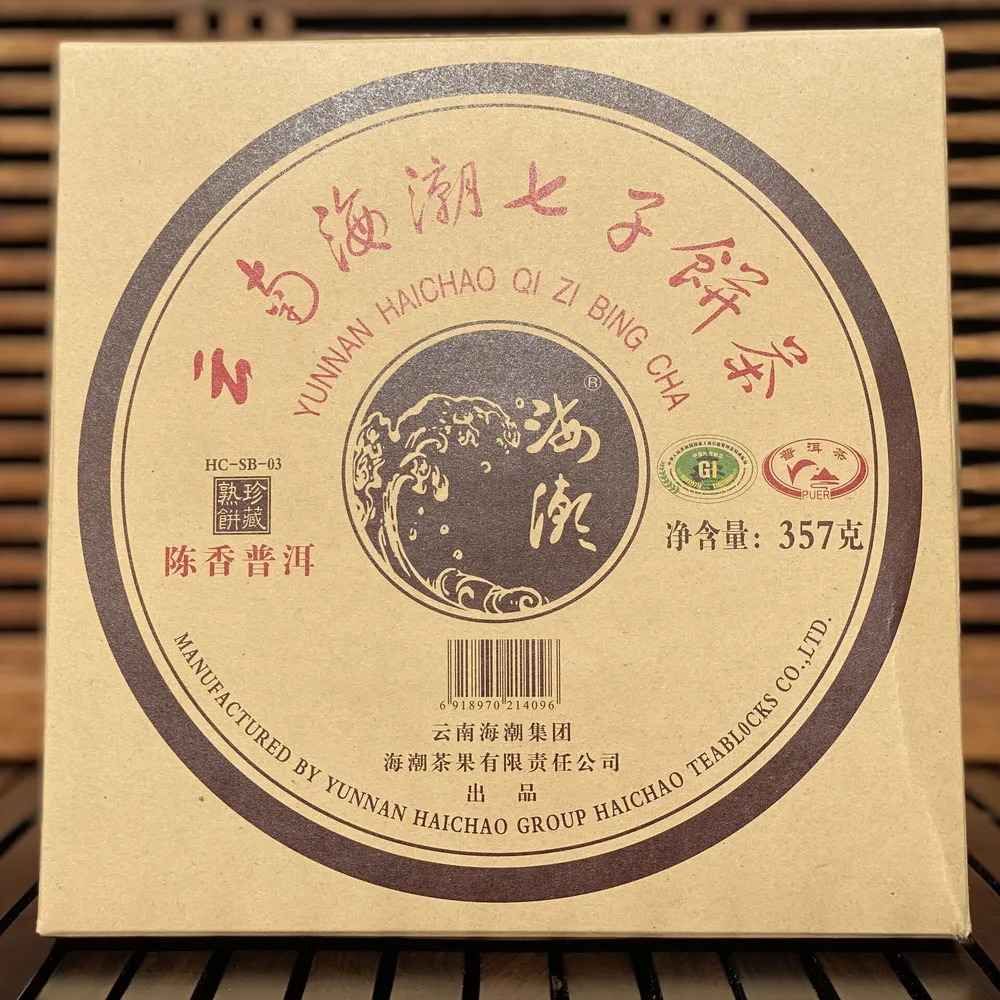 云南海潮七子餅茶
YUNNAN HAICHAO QI ZI BING CHA
海潮
®
HC-SB-03
珍藏
熟餅
陈香普洱
GI
普洱茶
PUER
净含量：357克
6 918970 214096
云南海潮集团
海潮茶果有限责任公司
出 品
MANUFACTURED BY YUNNAN HAICHAO GROUP HAICHAO TEABL0CKS CO.,LTD.